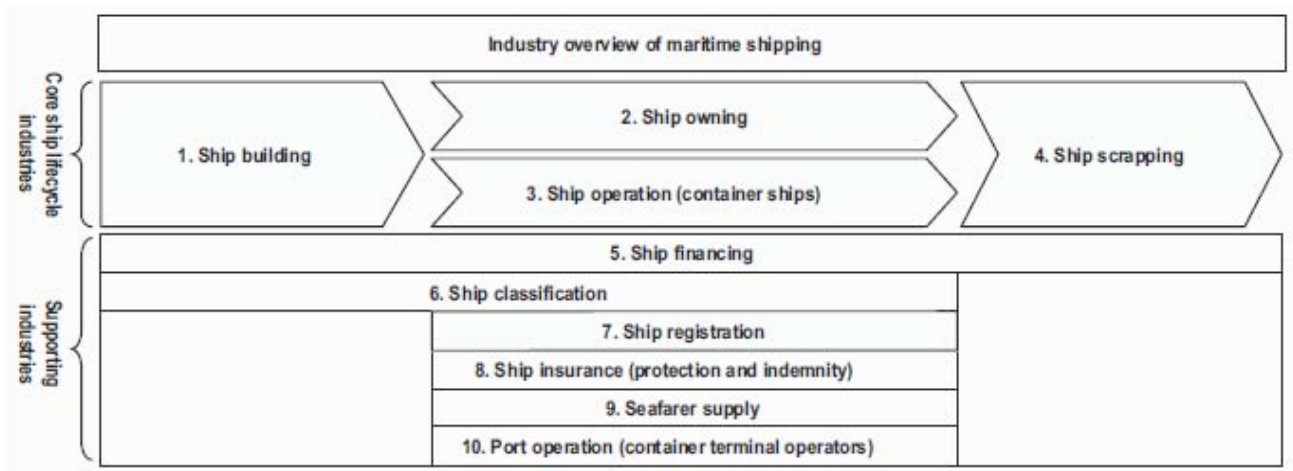 Industry overview of maritime shipping
Core ship lifecycle
industries
1. Ship building
2. Ship owning
3. Ship operation (container ships)
4. Ship scrapping
Supporting
industries
5. Ship financing
6. Ship classification
7. Ship registration
8. Ship insurance (protection and indemnity)
9. Seafarer supply
10. Port operation (container terminal operators)